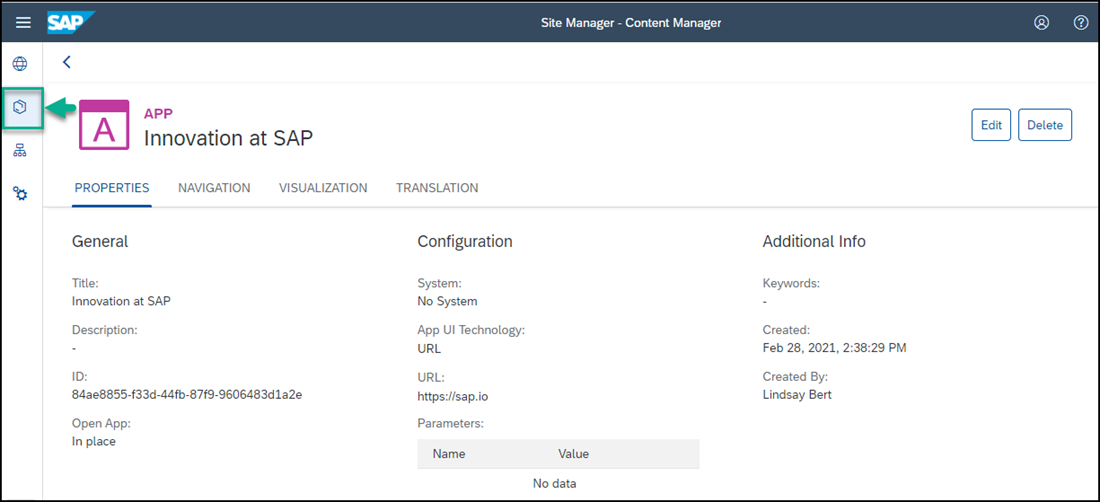 SAP
Site Manager - Content Manager
?
A
APP
Innovation at SAP
Edit
Delete
PROPERTIES
NAVIGATION
VISUALIZATION
TRANSLATION
General
Title:
Innovation at SAP
Description:
-
ID:
84ae8855-f33d-44fb-87f9-9606483d1a2e
Open App:
In place
Configuration
System:
No System
App UI Technology:
URL
URL:
https://sap.io
Parameters:
Name Value
No data
Additional Info
Keywords:
-
Created:
Feb 28, 2021, 2:38:29 PM
Created By:
Lindsay Bert